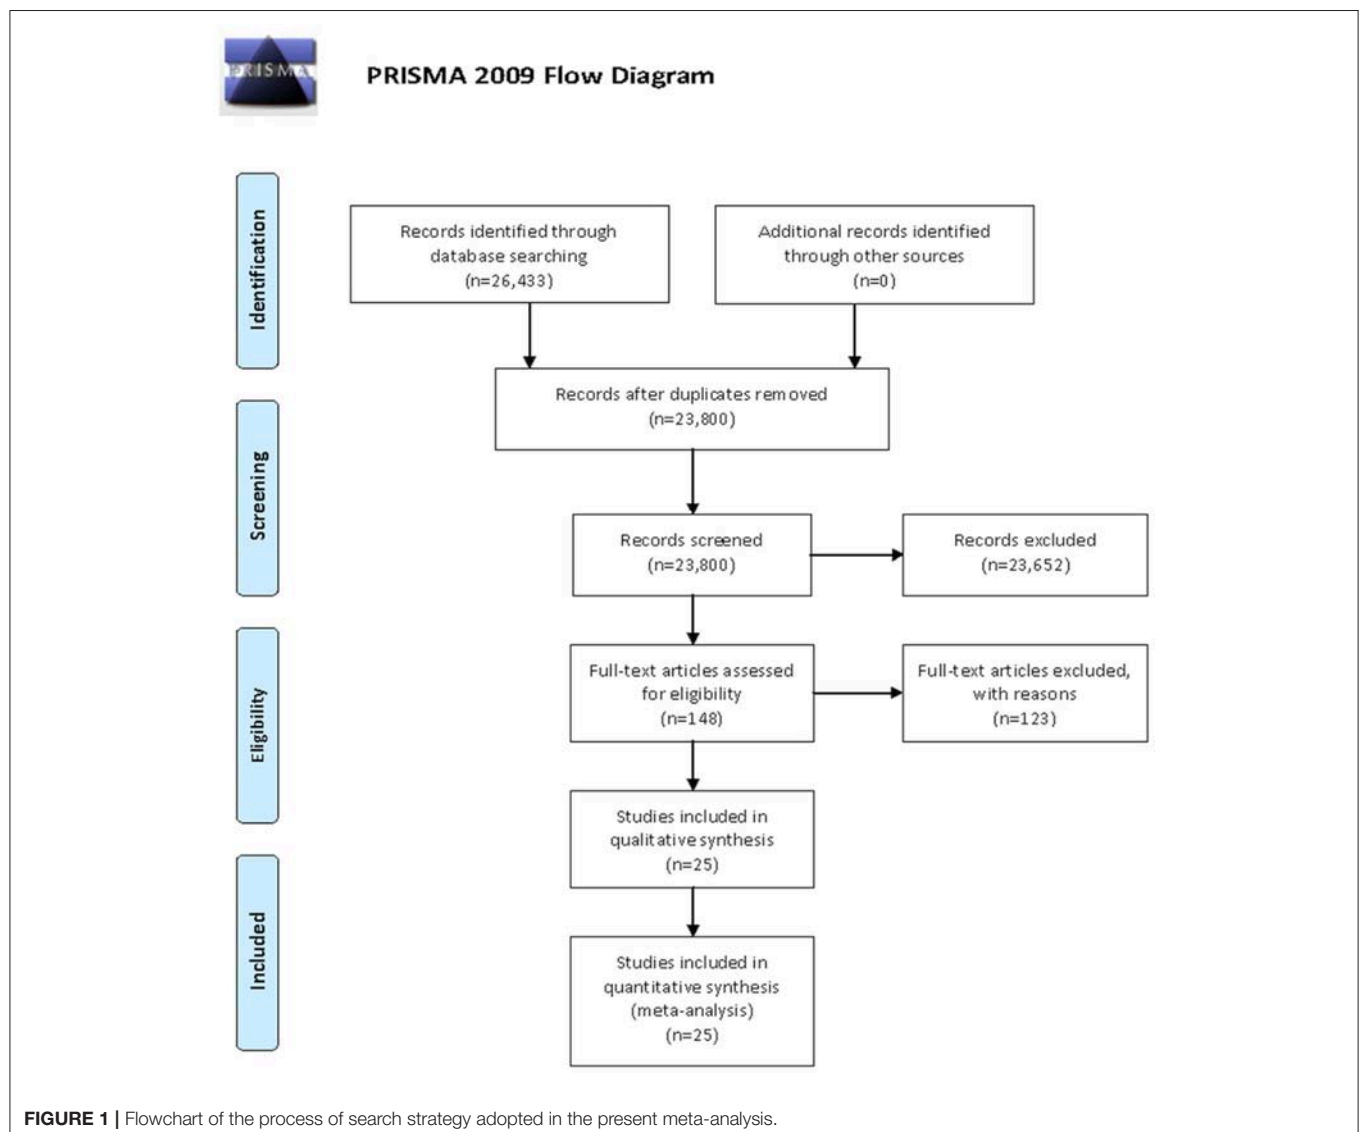 PRISMA
PRISMA 2009 Flow Diagram
Identification
Records identified through
database searching
(n=26,433)
Additional records identified
through other sources
(n=0)
Records after duplicates removed
(n=23,800)
Screening
Records screened
(n=23,800)
Records excluded
(n=23,652)
Eligibility
Full-text articles assessed
for eligibility
(n=148)
Full-text articles excluded,
with reasons
(n=123)
Studies included in
qualitative synthesis
(n=25)
Included
Studies included in
quantitative synthesis
(meta-analysis)
(n=25)
FIGURE 1 | Flowchart of the process of search strategy adopted in the present meta-analysis.